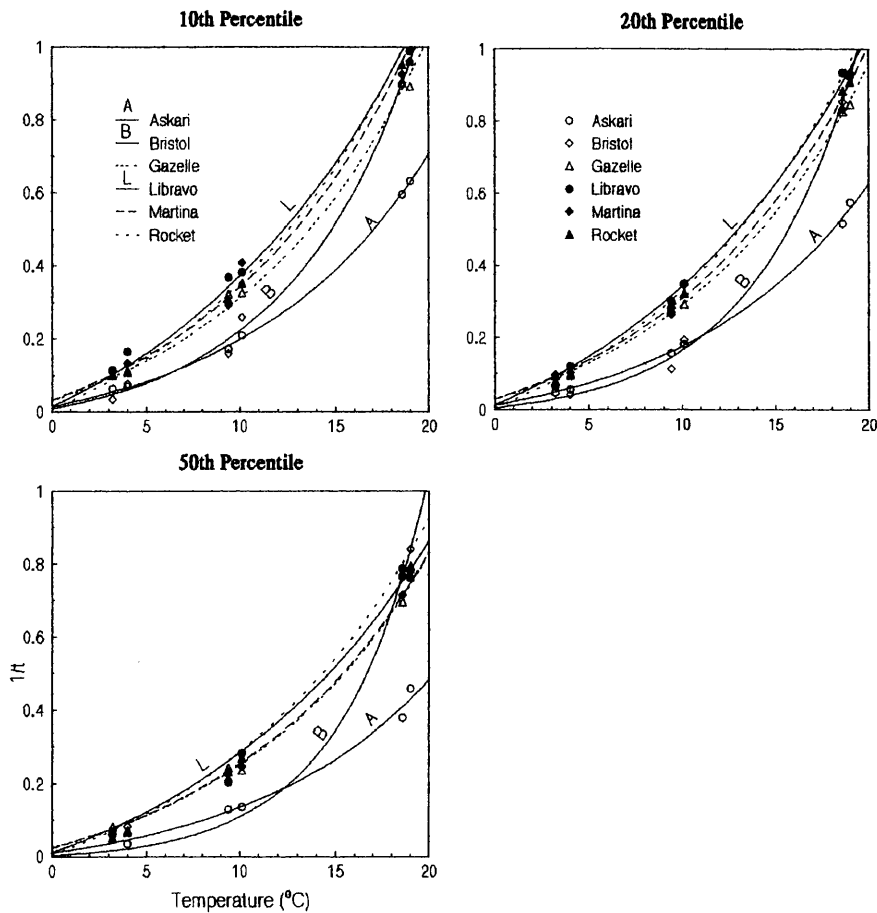 10th Percentile
1
0.8
0.6
0.4
0.2
0
0 5 10 15 20
A Askari
B Bristol
Gazelle
L Libravo
Martina
Rocket
L
A
B
20th Percentile
1
0.8
0.6
0.4
0.2
0
0 5 10 15 20
Askari
Bristol
Gazelle
Libravo
Martina
Rocket
L
A
B
50th Percentile
1
0.8
0.6
0.4
0.2
0
0 5 10 15 20
1/t
L
B
A
Temperature (°C)